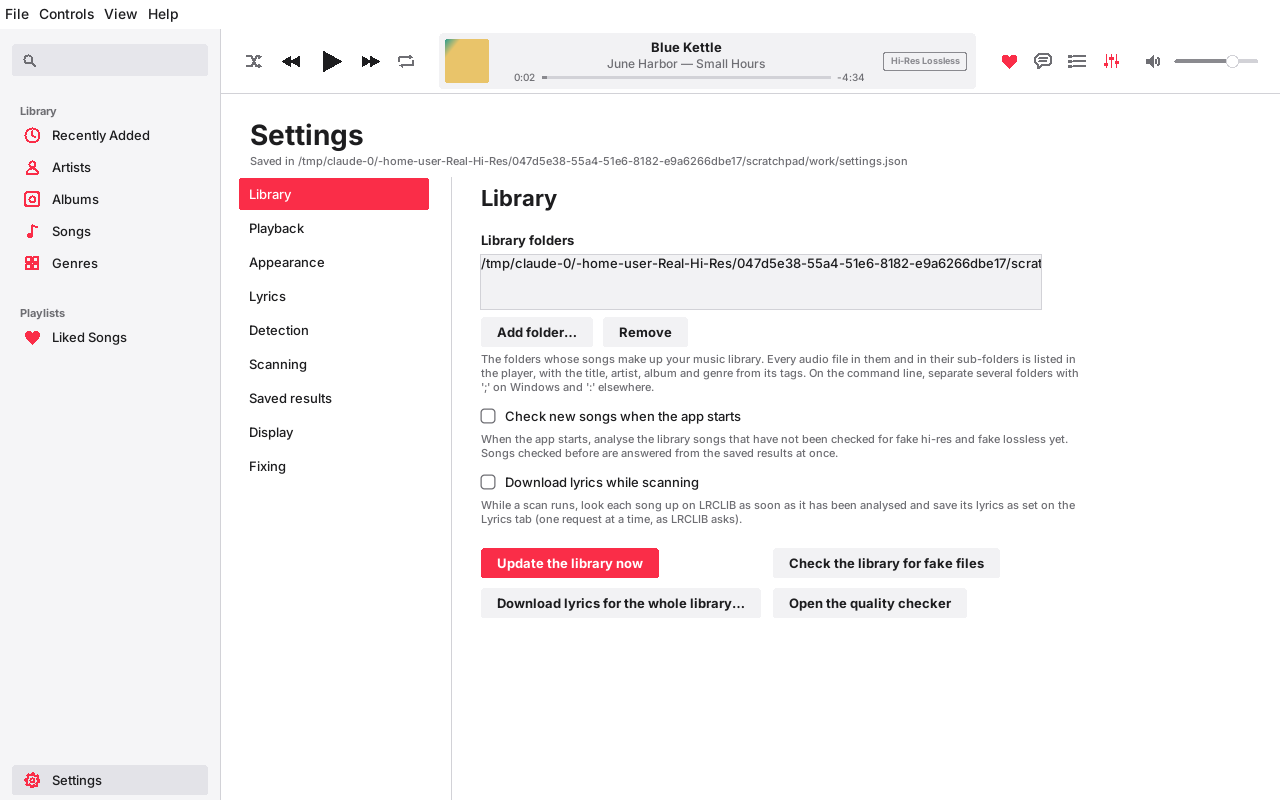 File Controls View Help
Library
Recently Added
Artists
Albums
Songs
Genres
Playlists
Liked Songs
Settings
Blue Kettle
June Harbor — Small Hours
0:02
-4:34
Hi-Res Lossless
Settings
Saved in /tmp/claude-0/-home-user-Real-Hi-Res/047d5e38-55a4-51e6-8182-e9a6266dbe17/scratchpad/work/settings.json
Library
Playback
Appearance
Lyrics
Detection
Scanning
Saved results
Display
Fixing
Library
Library folders
/tmp/claude-0/-home-user-Real-Hi-Res/047d5e38-55a4-51e6-8182-e9a6266dbe17/scrat
Add folder... Remove
The folders whose songs make up your music library. Every audio file in them and in their sub-folders is listed in
the player, with the title, artist, album and genre from its tags. On the command line, separate several folders with
';' on Windows and ':' elsewhere.
Check new songs when the app starts
When the app starts, analyse the library songs that have not been checked for fake hi-res and fake lossless yet.
Songs checked before are answered from the saved results at once.
Download lyrics while scanning
While a scan runs, look each song up on LRCLIB as soon as it has been analysed and save its lyrics as set on the
Lyrics tab (one request at a time, as LRCLIB asks).
Update the library now
Check the library for fake files
Download lyrics for the whole library...
Open the quality checker